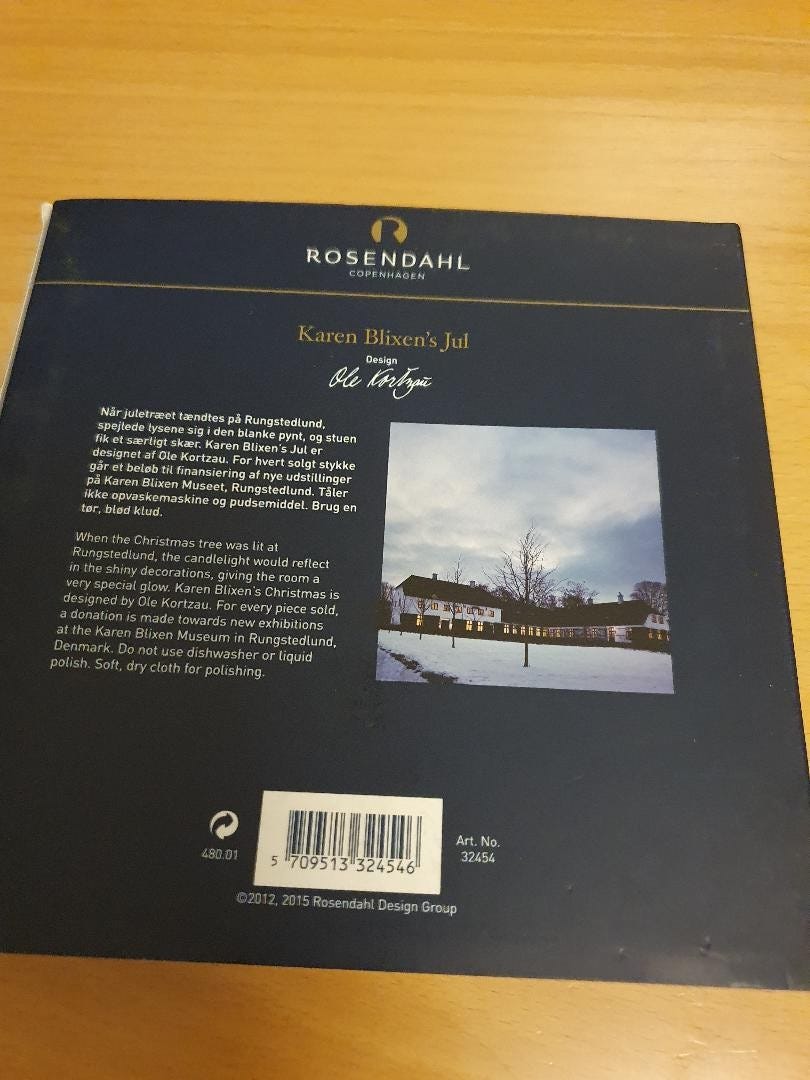 ROSENDAHL
COPENHAGEN
Karen Blixen's Jul
Design
Ole Kortzau
Når juletræet tændtes på Rungstedlund,
spejlede lysene sig i den blanke pynt, og stuen
fik et særligt skær. Karen Blixen's Jul er
designet af Ole Kortzau. For hvert solgt stykke
går et beløb til finansiering af nye udstillinger
på Karen Blixen Museet, Rungstedlund. Tåler
ikke opvaskemaskine og pudsemiddel. Brug en
tør, blød klud.
When the Christmas tree was lit at
Rungstedlund, the candlelight would reflect
in the shiny decorations, giving the room a
very special glow. Karen Blixen's Christmas is
designed by Ole Kortzau. For every piece sold,
a donation is made towards new exhibitions
at the Karen Blixen Museum in Rungstedlund,
Denmark. Do not use dishwasher or liquid
polish. Soft, dry cloth for polishing.
480.01
5 709513 324546
Art. No.
32454
©2012, 2015 Rosendahl Design Group